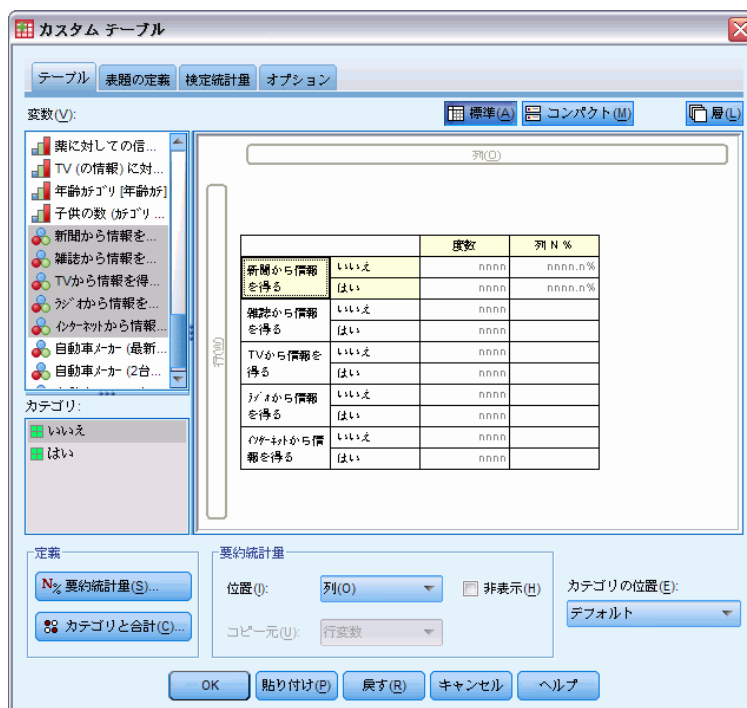 カスタム テーブル
テーブル 表題の定義 検定統計量 オプション
変数(V):
標準(A) コンパクト(M) 層(L)
薬に対しての信...
TV (の情報) に対...
年齢カテゴリ [年齢カテ]
子供の数 (カテゴリ ...
新聞から情報を...
雑誌から情報を...
TVから情報を得...
ラジオから情報を...
インターネットから情報...
自動車メーカー (最新...
自動車メーカー (2台...
列(O)
行(W)
度数 列 N %
新聞から情報を得る いいえ nnnn nnnn.n%
はい nnnn nnnn.n%
雑誌から情報を得る いいえ nnnn
はい nnnn
TVから情報を得る いいえ nnnn
はい nnnn
ラジオから情報を得る いいえ nnnn
はい nnnn
インターネットから情報を得る いいえ nnnn
はい nnnn
カテゴリ:
いいえ
はい
定義
N% 要約統計量(S)...
カテゴリと合計(C)...
要約統計量
位置(I): 列(O) 非表示(H)
コピー元(U): 行変数
カテゴリの位置(E):
デフォルト
OK 貼り付け(P) 戻す(R) キャンセル ヘルプ